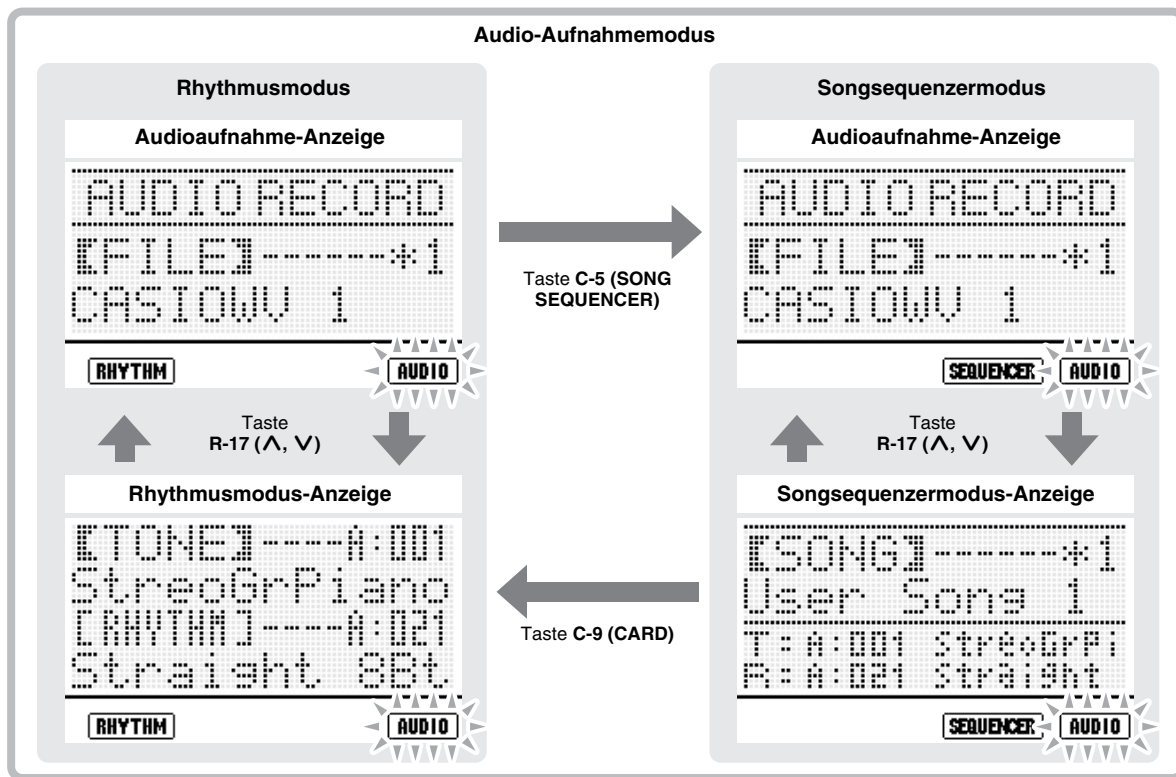 Audio-Aufnahmemodus
Rhythmusmodus
Audioaufnahme-Anzeige
AUDIO RECORD
【FILE】------*1
CASIOWV 1
RHYTHM
AUDIO
Taste
R-17 (∧, ∨)
Rhythmusmodus-Anzeige
【TONE】----A:001
StreoGrPiano
[RHYTHM]----A:021
Straight 8Bt
RHYTHM
AUDIO
Taste C-5 (SONG
SEQUENCER)
Taste C-9 (CARD)
Songsequenzermodus
Audioaufnahme-Anzeige
AUDIO RECORD
【FILE】------*1
CASIOWV 1
SEQUENCER
AUDIO
Taste
R-17 (∧, ∨)
Songsequenzermodus-Anzeige
【SONG】------*1
User Song 1
T:A:001 StreoGrPi
R:A:021 Straight
SEQUENCER
AUDIO